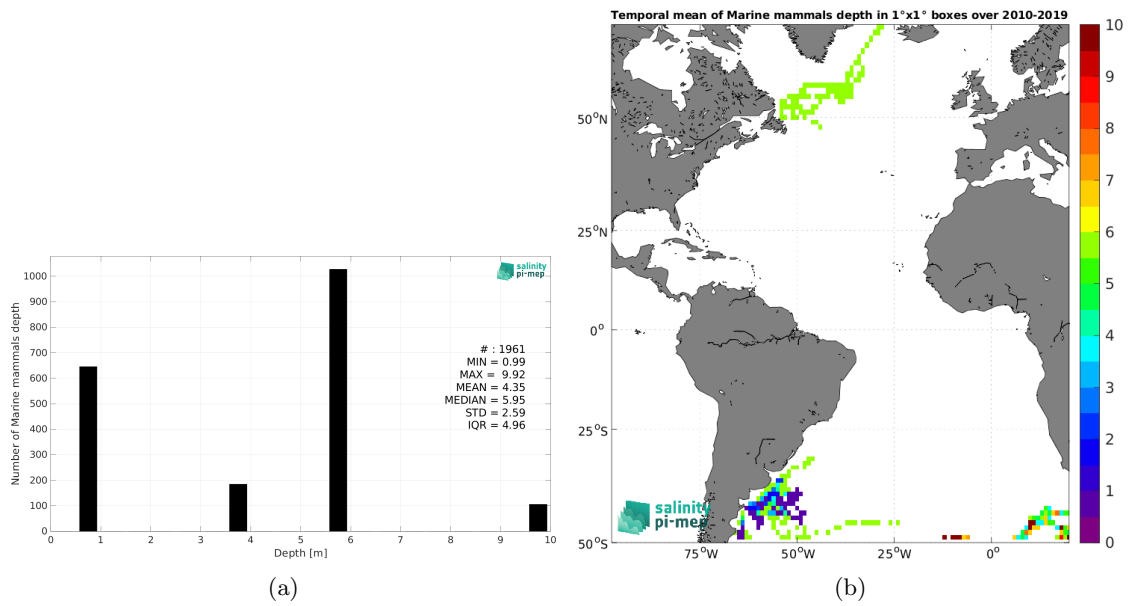 1000
900
800
700
600
500
400
300
200
100
0
Number of Marine mammals depth
0 1 2 3 4 5 6 7 8 9 10
Depth [m]
salinity
pi-mep
# : 1961
MIN = 0.99
MAX = 9.92
MEAN = 4.35
MEDIAN = 5.95
STD = 2.59
IQR = 4.96
(a)
Temporal mean of Marine mammals depth in 1°x1° boxes over 2010-2019
50°N
25°N
0°
25°S
50°S
75°W 50°W 25°W 0°
salinity
pi-mep
10
9
8
7
6
5
4
3
2
1
0
(b)